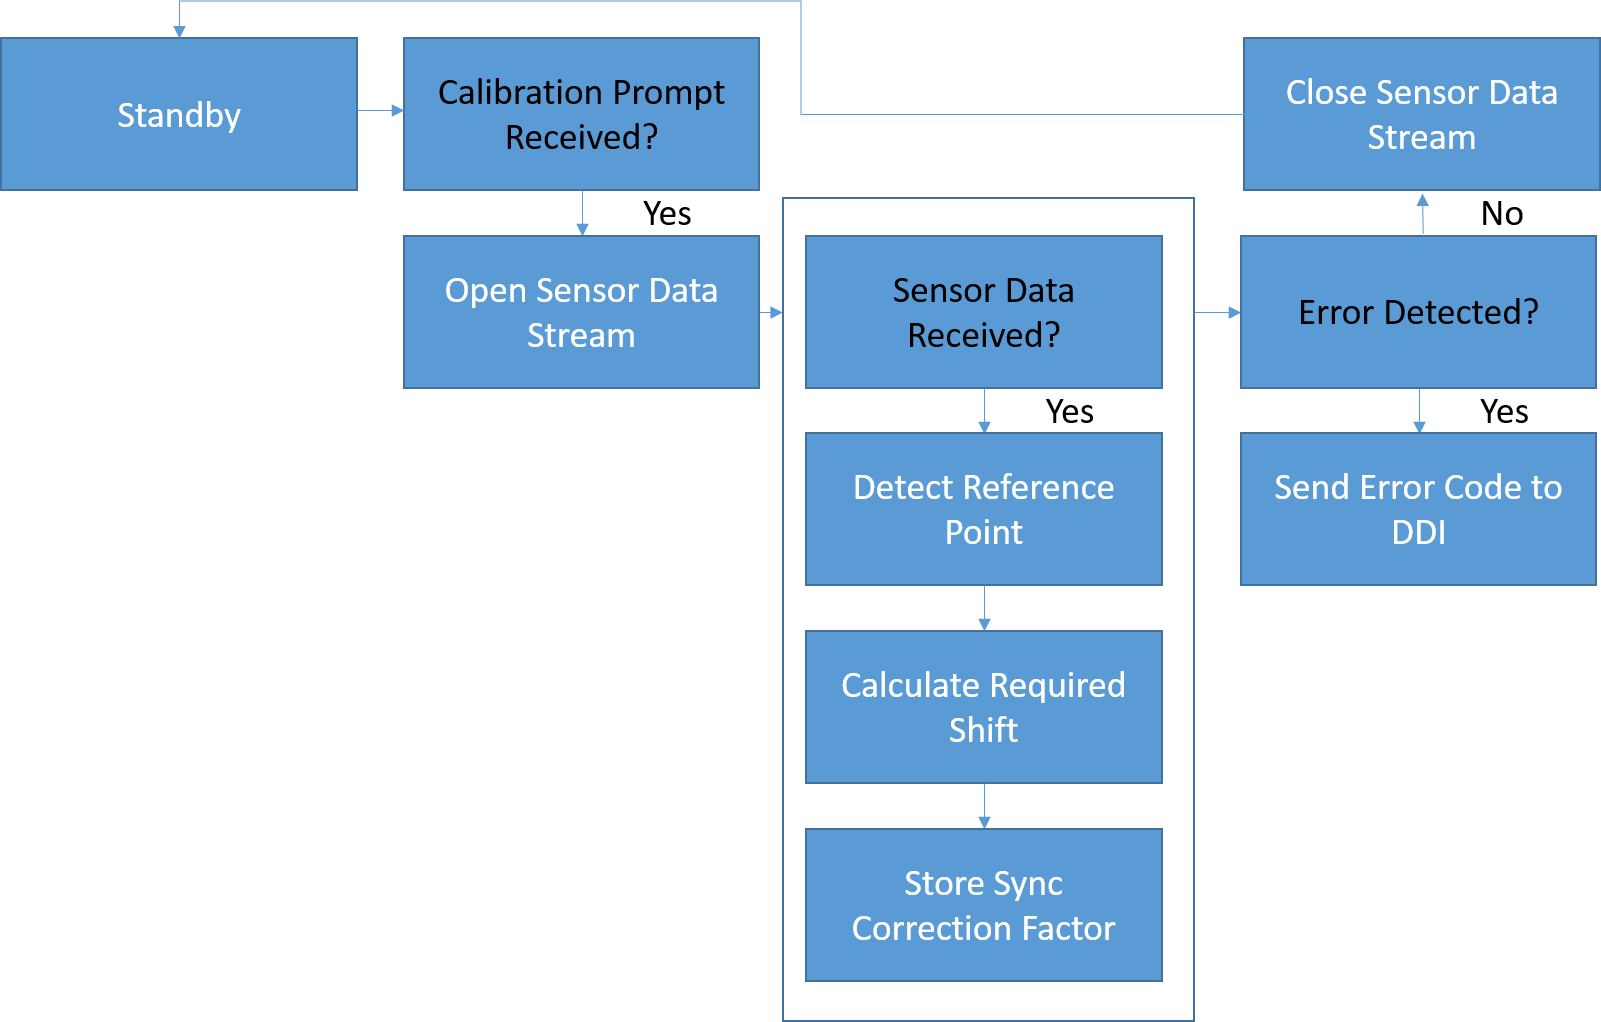 Standby
Calibration Prompt
Received?
Yes
Open Sensor Data
Stream
Sensor Data
Received?
Yes
Detect Reference
Point
Calculate Required
Shift
Store Sync
Correction Factor
Close Sensor Data
Stream
No
Error Detected?
Yes
Send Error Code to
DDI